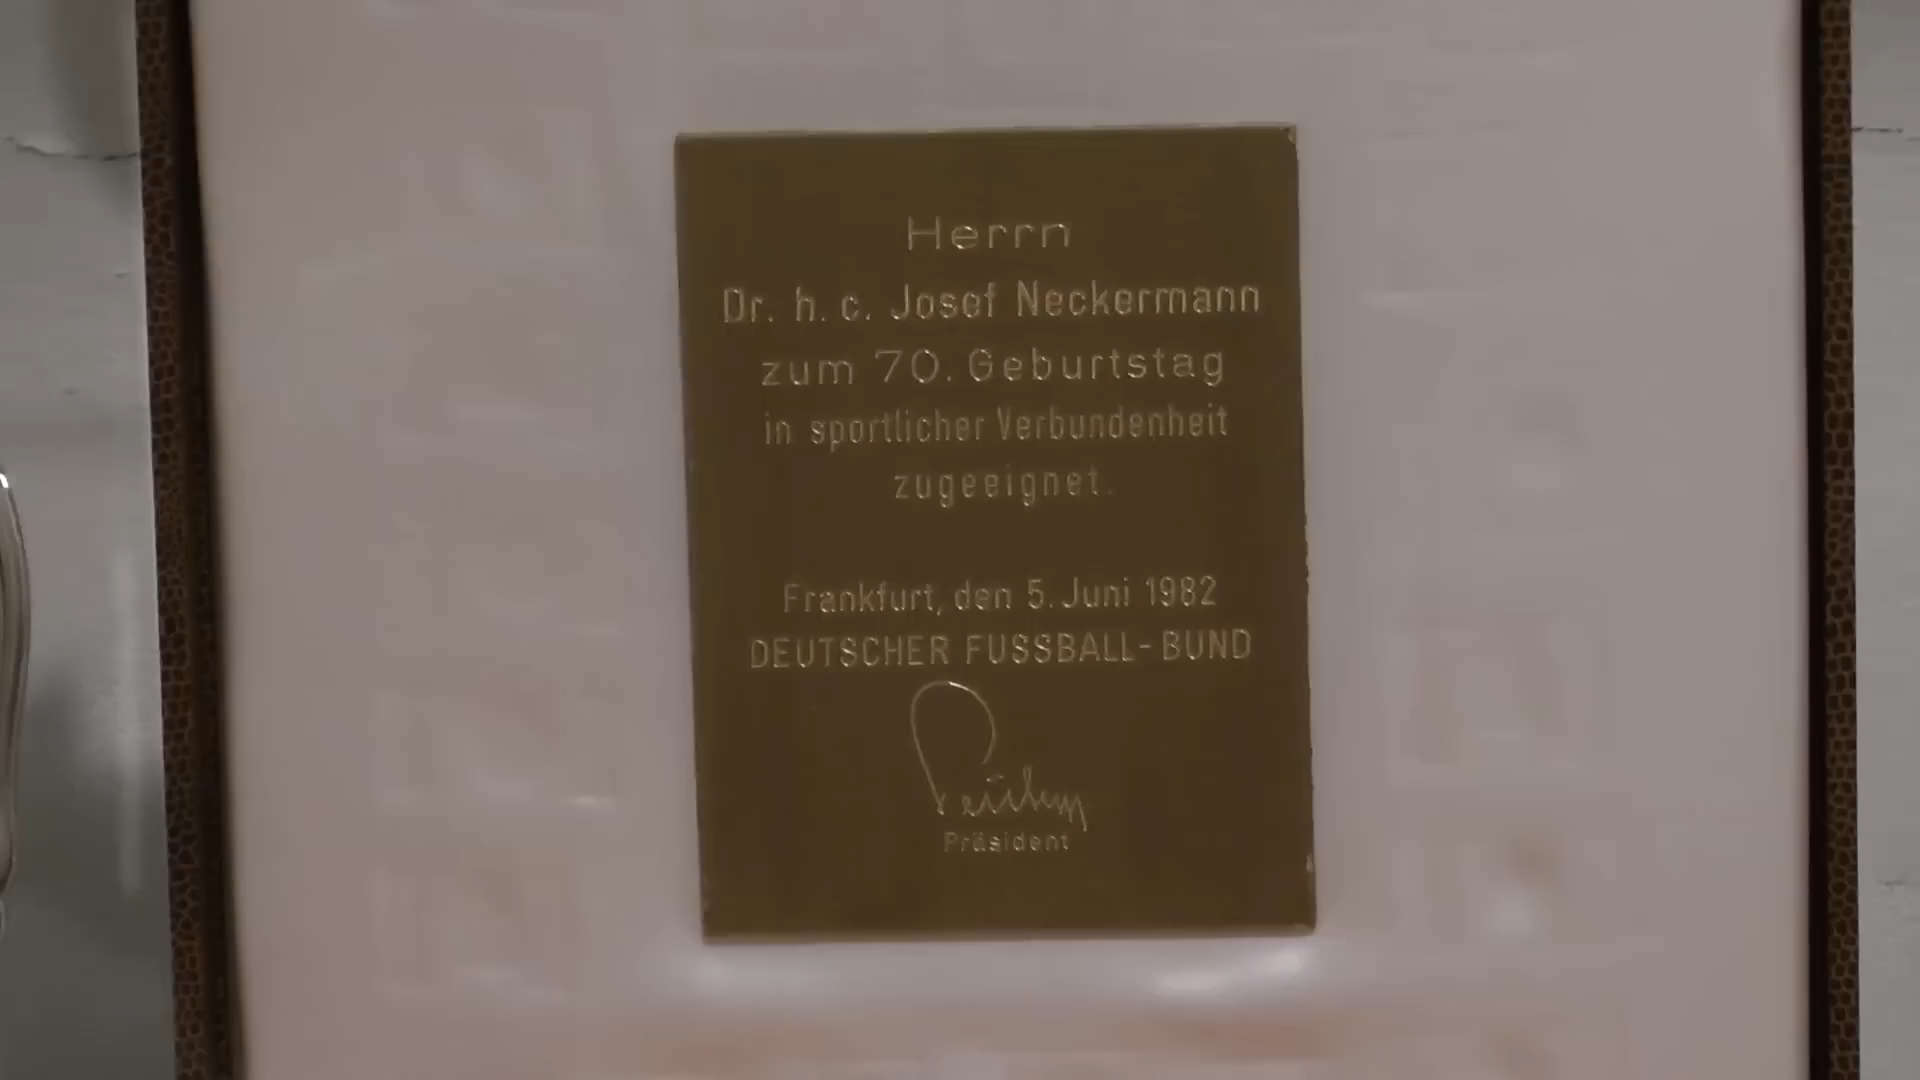 Herrn
Dr. h. c. Josef Neckermann
zum 70. Geburtstag
in sportlicher Verbundenheit
zugeeignet.
Frankfurt, den 5. Juni 1982
DEUTSCHER FUSSBALL-BUND
Präsident